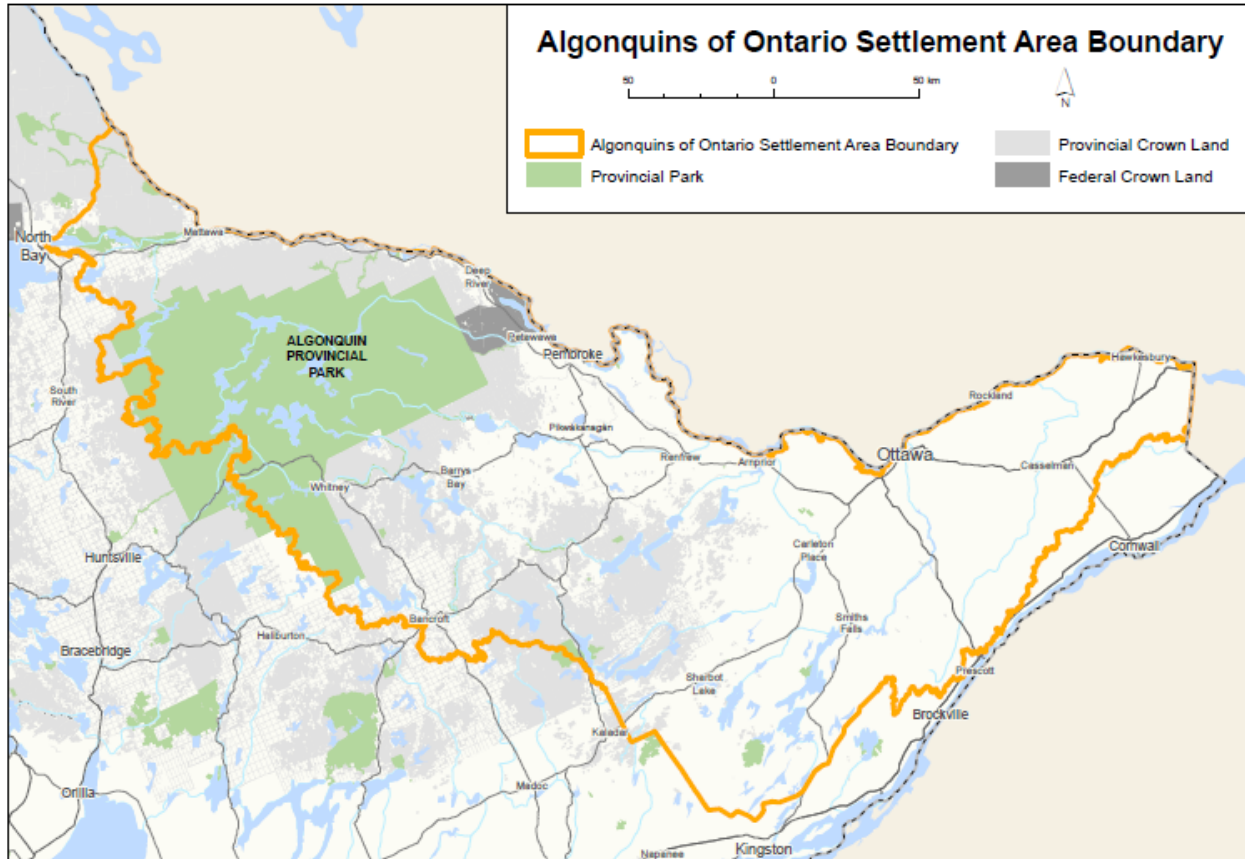 Algonquins of Ontario Settlement Area Boundary
50 0 50 km
N
Algonquins of Ontario Settlement Area Boundary
Provincial Crown Land
Provincial Park
Federal Crown Land
North
Bay
Mattawa
Deep
River
Petawawa
Pembroke
ALGONQUIN
PROVINCIAL
PARK
South
River
Hawkesbury
Rockland
Pikwakanagan
Renfrew
Arnprior
Ottawa
Casselman
Barrys
Bay
Whitney
Huntsville
Carleton
Place
Cornwall
Bancroft
Haliburton
Smiths
Falls
Bracebridge
Sharbot
Lake
Prescott
Brockville
Kaladar
Madoc
Orillia
Kingston
Napanee